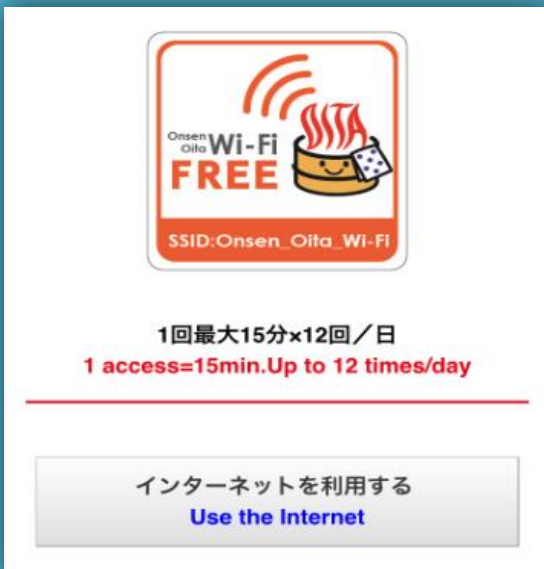 OITA
Onsen
Oita Wi-Fi
FREE
SSID:Onsen_Oita_Wi-Fi
1回最大15分×12回／日
1 access=15min.Up to 12 times/day
インターネットを利用する
Use the Internet